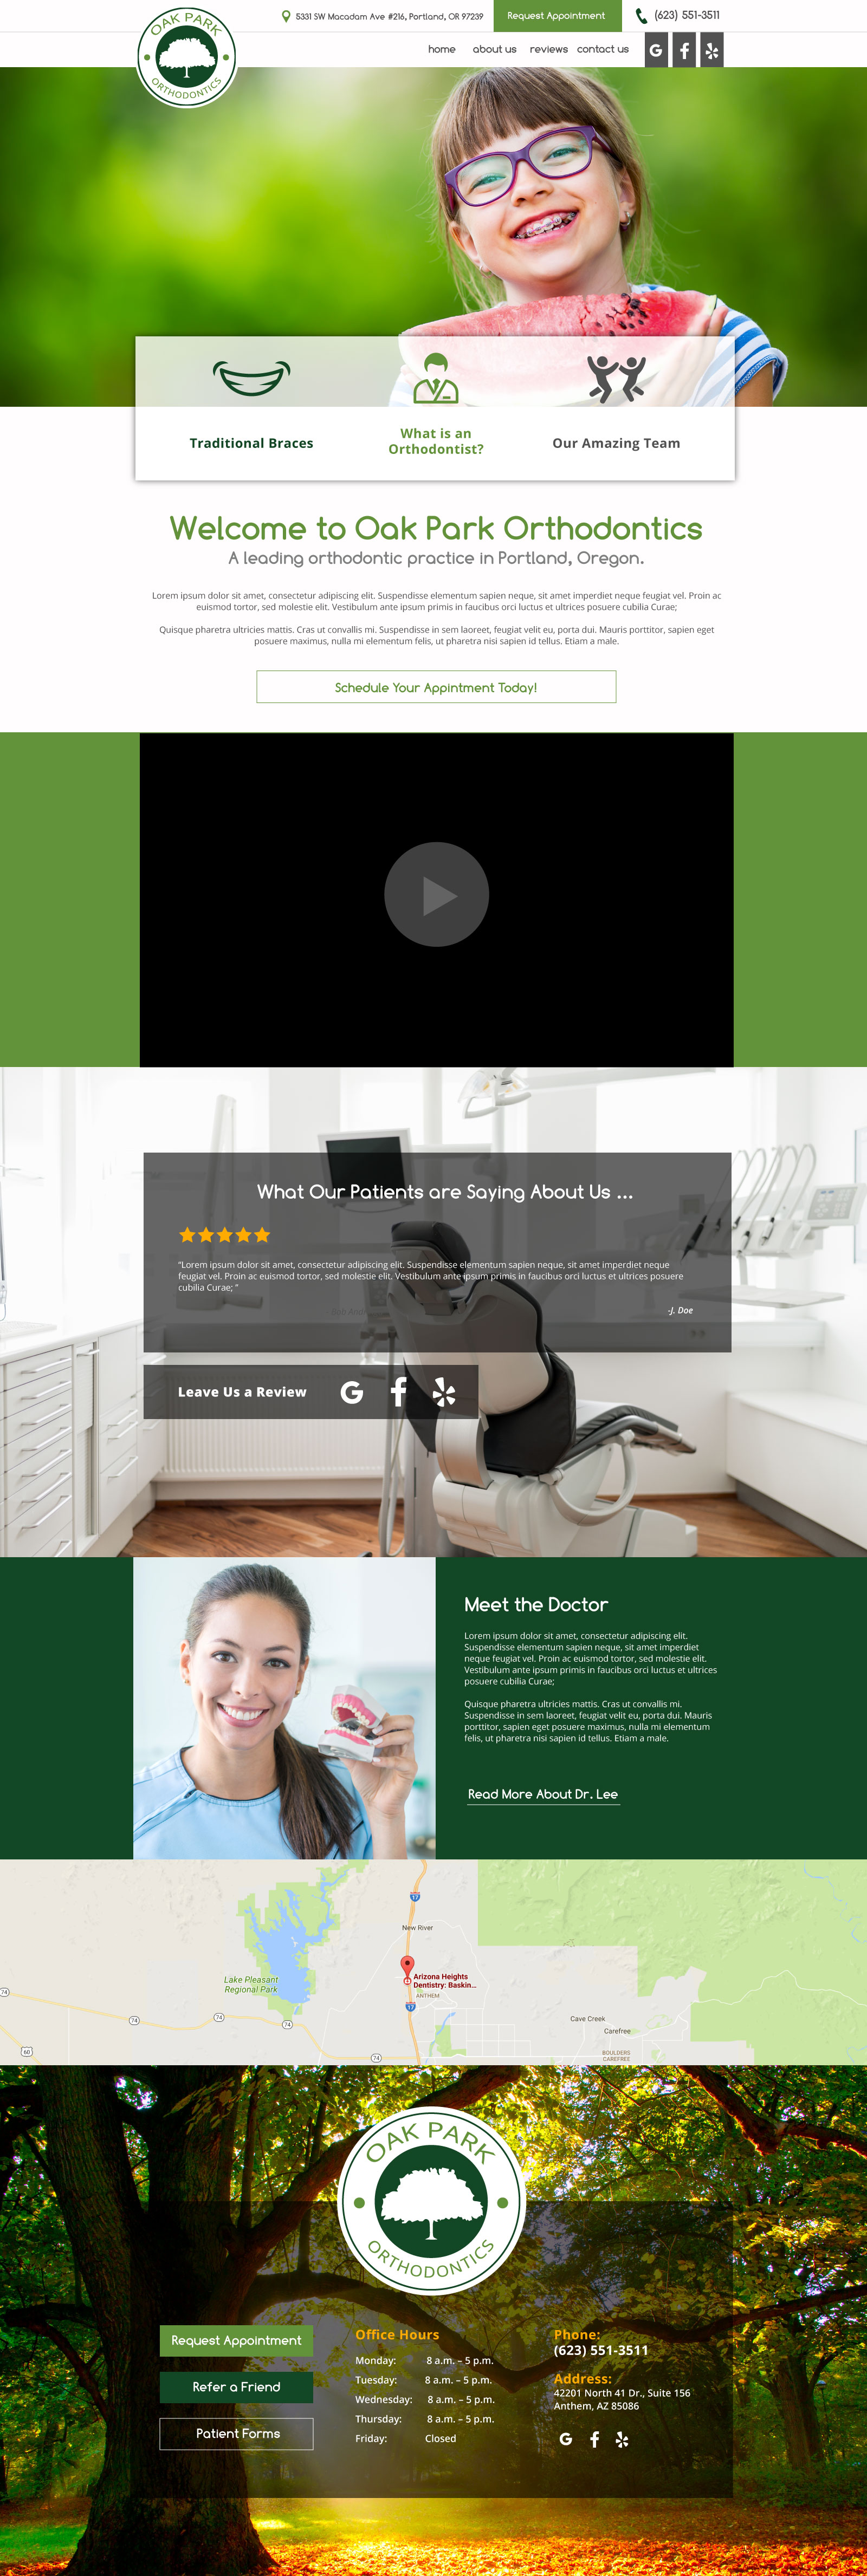 5331 SW Macadam Ave #216, Portland, OR 97239
Request Appointment
(623) 551-3511
OAK PARK
ORTHODONTICS
home about us reviews contact us
Traditional Braces
What is an
Orthodontist?
Our Amazing Team
Welcome to Oak Park Orthodontics
A leading orthodontic practice in Portland, Oregon.
Lorem ipsum dolor sit amet, consectetur adipiscing elit. Suspendisse elementum sapien neque, sit amet imperdiet neque feugiat vel. Proin ac
euismod tortor, sed molestie elit. Vestibulum ante ipsum primis in faucibus orci luctus et ultrices posuere cubilia Curae;
Quisque pharetra ultricies mattis. Cras ut convallis mi. Suspendisse in sem laoreet, feugiat velit eu, porta dui. Mauris porttitor, sapien eget
posuere maximus, nulla mi elementum felis, ut pharetra nisi sapien id tellus. Etiam a male.
Schedule Your Appintment Today!
What Our Patients are Saying About Us ...
"Lorem ipsum dolor sit amet, consectetur adipiscing elit. Suspendisse elementum sapien neque, sit amet imperdiet neque
feugiat vel. Proin ac euismod tortor, sed molestie elit. Vestibulum ante ipsum primis in faucibus orci luctus et ultrices posuere
cubilia Curae; "
-J. Doe
Leave Us a Review
Meet the Doctor
Lorem ipsum dolor sit amet, consectetur adipiscing elit.
Suspendisse elementum sapien neque, sit amet imperdiet
neque feugiat vel. Proin ac euismod tortor, sed molestie elit.
Vestibulum ante ipsum primis in faucibus orci luctus et ultrices
posuere cubilia Curae;
Quisque pharetra ultricies mattis. Cras ut convallis mi.
Suspendisse in sem laoreet, feugiat velit eu, porta dui. Mauris
porttitor, sapien eget posuere maximus, nulla mi elementum
felis, ut pharetra nisi sapien id tellus. Etiam a male.
Read More About Dr. Lee
17
New River
Arizona Heights
Dentistry: Baskin...
ANTHEM
Lake Pleasant
Regional Park
74
17
74
74
74
60
74
Cave Creek
Carefree
BOULDERS
CAREFREE
OAK PARK
ORTHODONTICS
Request Appointment
Refer a Friend
Patient Forms
Office Hours
Monday: 8 a.m. – 5 p.m.
Tuesday: 8 a.m. – 5 p.m.
Wednesday: 8 a.m. – 5 p.m.
Thursday: 8 a.m. – 5 p.m.
Friday: Closed
Phone:
(623) 551-3511
Address:
42201 North 41 Dr., Suite 156
Anthem, AZ 85086